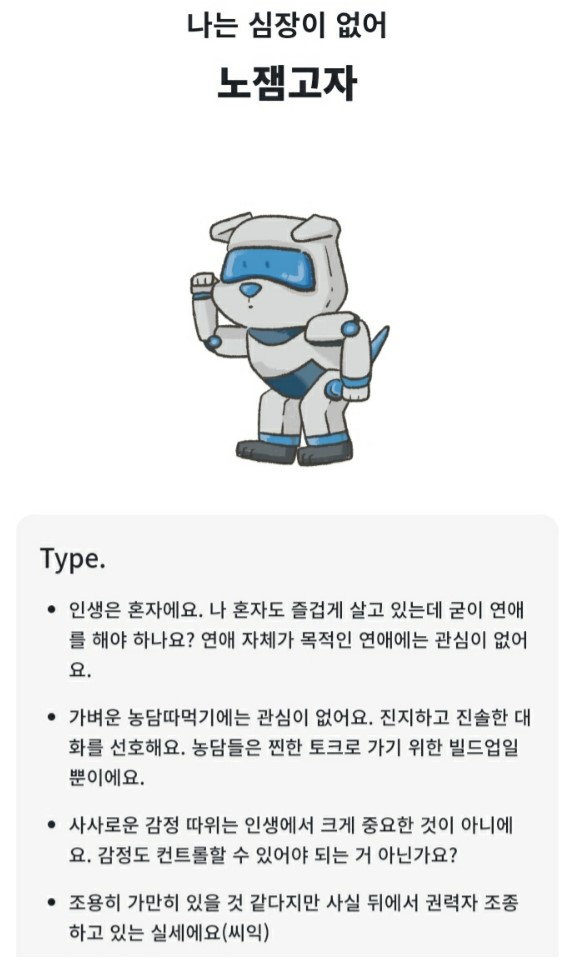 나는 심장이 없어
노잼고자
Type.
• 인생은 혼자에요. 나 혼자도 즐겁게 살고 있는데 굳이 연애
를 해야 하나요? 연애 자체가 목적인 연애에는 관심이 없어
요.
• 가벼운 농담따먹기에는 관심이 없어요. 진지하고 진솔한 대
화를 선호해요. 농담들은 찐한 토크로 가기 위한 빌드업일
뿐이에요.
• 사사로운 감정 따위는 인생에서 크게 중요한 것이 아니에
요. 감정도 컨트롤할 수 있어야 되는 거 아닌가요?
• 조용히 가만히 있을 것 같다지만 사실 뒤에서 권력자 조종
하고 있는 실세에요(씨익)